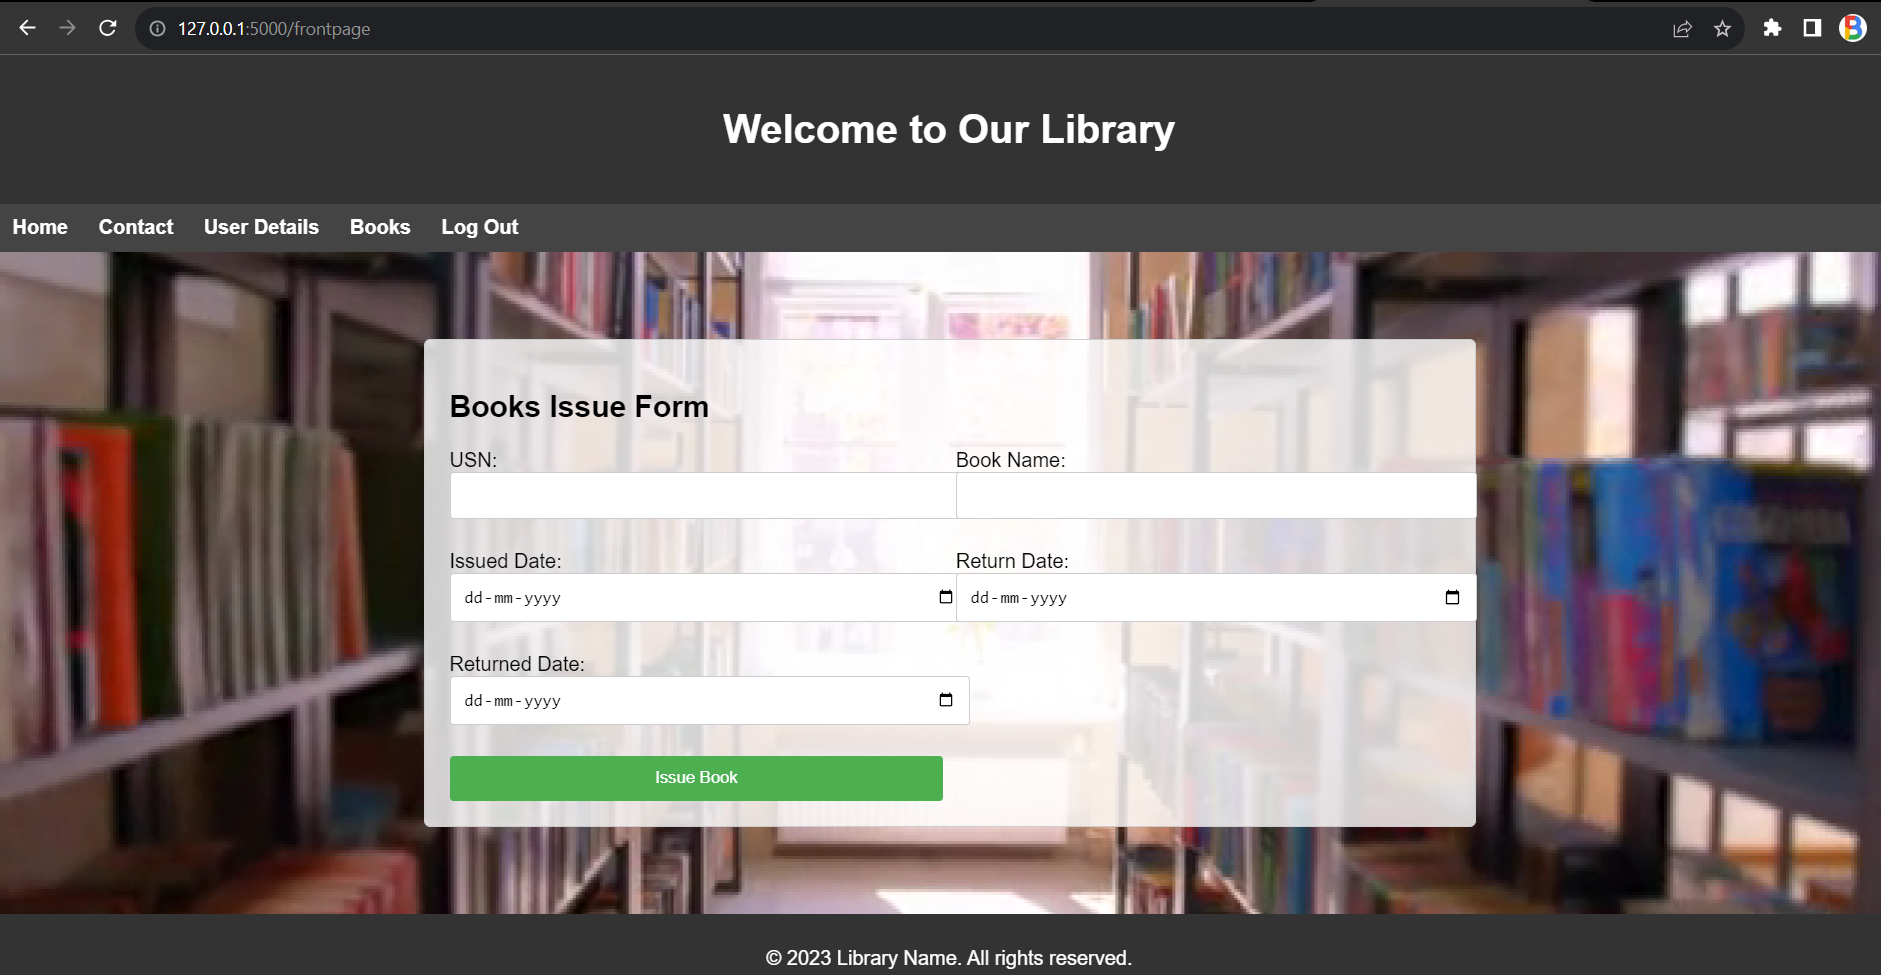 127.0.0.1:5000/frontpage
Welcome to Our Library
Home Contact User Details Books Log Out
Books Issue Form
USN: Book Name:
Issued Date: Return Date:
dd-mm-yyyy dd-mm-yyyy
Returned Date:
dd-mm-yyyy
Issue Book
© 2023 Library Name. All rights reserved.